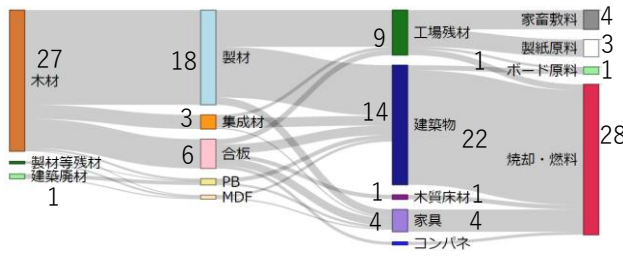 27
木材
製材等残材
建築廃材
1
18
製材
3
集成材
6
合板
PB
MDF
9
工場残材
14
建築物
22
1
木質床材
1
4
家具
4
コンパネ
家畜敷料
4
製紙原料
3
1
ボード原料
1
焼却・燃料
28